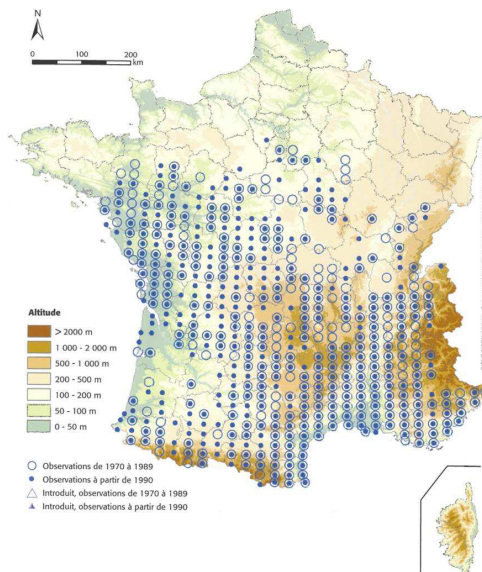 N
0 100 200
km
Altitude
> 2000 m
1 000 - 2 000 m
500 - 1 000 m
200 - 500 m
100 - 200 m
50 - 100 m
0 - 50 m
Observations de 1970 à 1989
Observations à partir de 1990
Introduit, observations de 1970 à 1989
Introduit, observations à partir de 1990